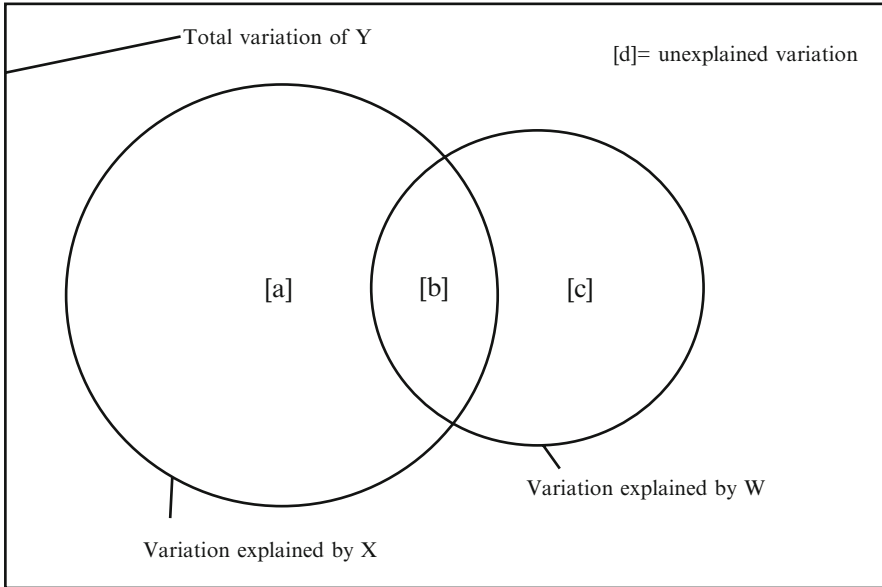 Total variation of Y
[d]= unexplained variation
[a]
[b]
[c]
Variation explained by W
Variation explained by X